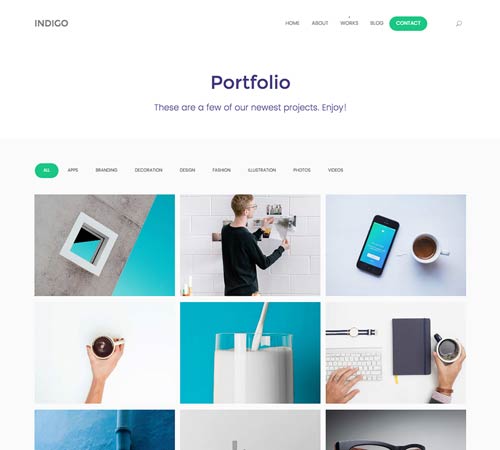 INDIGO
HOME ABOUT WORKS BLOG CONTACT
Portfolio
These are a few of our newest projects. Enjoy!
ALL APPS BRANDING DECORATION DESIGN FASHION ILLUSTRATION PHOTOS VIDEOS